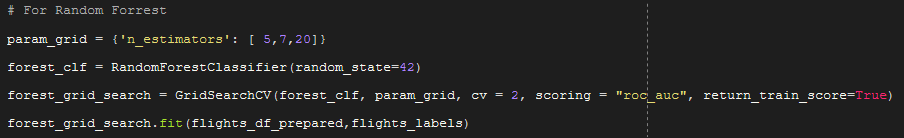 # For Random Forrest
param_grid = {'n_estimators': [ 5,7,20]}
forest_clf = RandomForestClassifier(random_state=42)
forest_grid_search = GridSearchCV(forest_clf, param_grid, cv = 2, scoring = "roc_auc", return_train_score=True)
forest_grid_search.fit(flights_df_prepared,flights_labels)